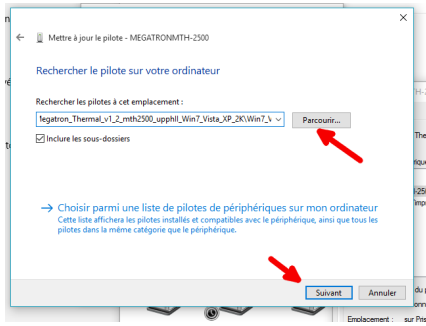 Mettre à jour le pilote - MEGATRONMTH-2500
Rechercher le pilote sur votre ordinateur
Rechercher les pilotes à cet emplacement :
legatron_Thermal_v1_2_mth2500_upphII_Win7_Vista_XP_2K\Win7_V
Parcourir...
Inclure les sous-dossiers
Choisir parmi une liste de pilotes de périphériques sur mon ordinateur
Cette liste affichera les pilotes installés et compatibles avec le périphérique, ainsi que tous les
pilotes dans la même catégorie que le périphérique.
Suivant
Annuler
Emplacement : sur Pris